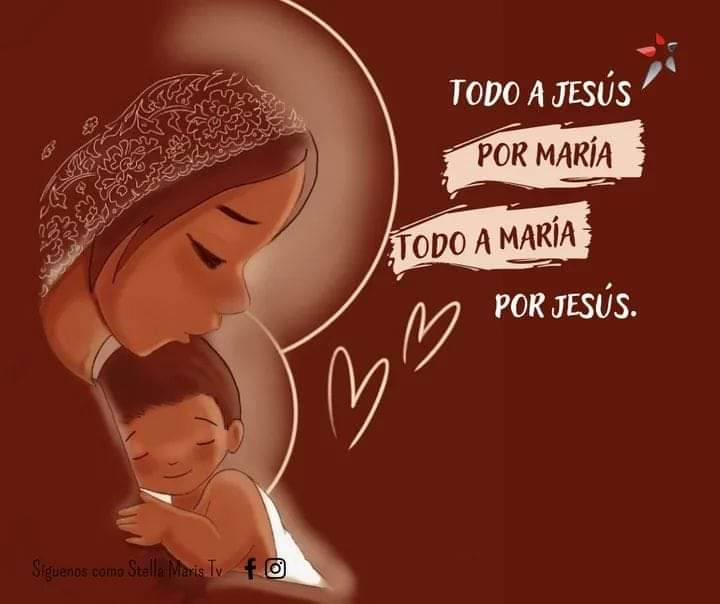 TODO A JESÚS
POR MARÍA
TODO A MARÍA
POR JESÚS.
Síguenos como Stella Maris Tv